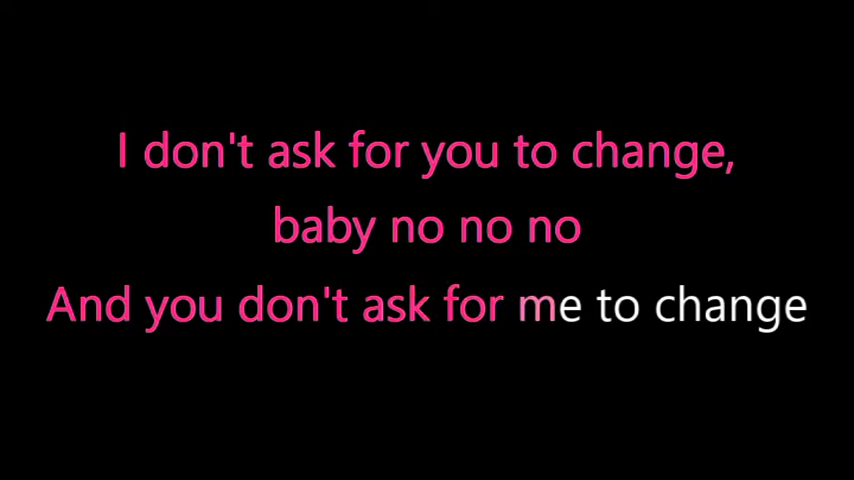 I don't ask for you to change,
baby no no no
And you don't ask for me to change